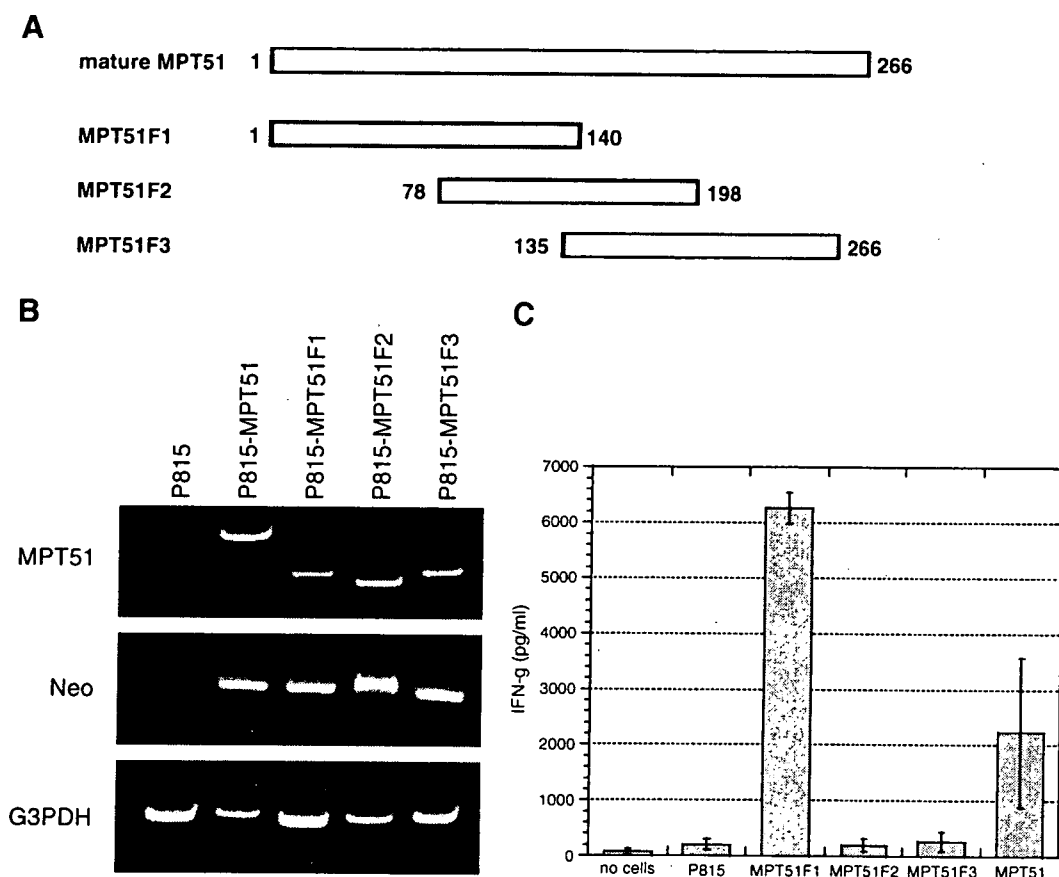 A
mature MPT51 1 266
MPT51F1 1 140
MPT51F2 78 198
MPT51F3 135 266
B
P815
P815-MPT51
P815-MPT51F1
P815-MPT51F2
P815-MPT51F3
MPT51
Neo
G3PDH
C
7000
6000
5000
4000
3000
2000
1000
0
IFN-g (pg/ml)
no cells P815 MPT51F1 MPT51F2 MPT51F3 MPT51